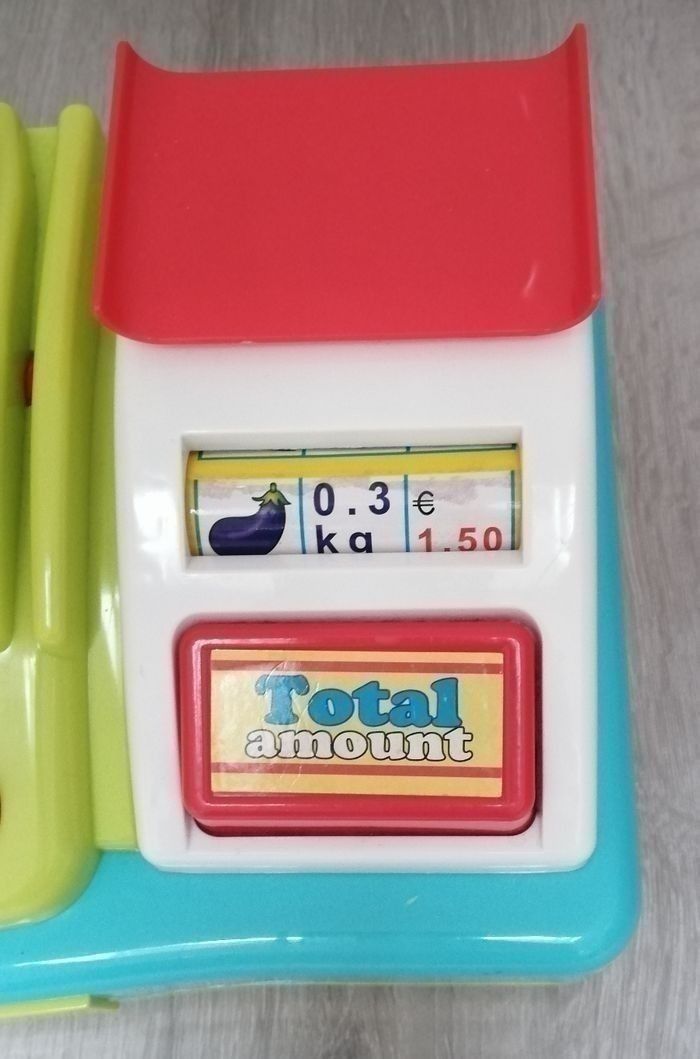 0.3 €
kg 1.50
Total
amount